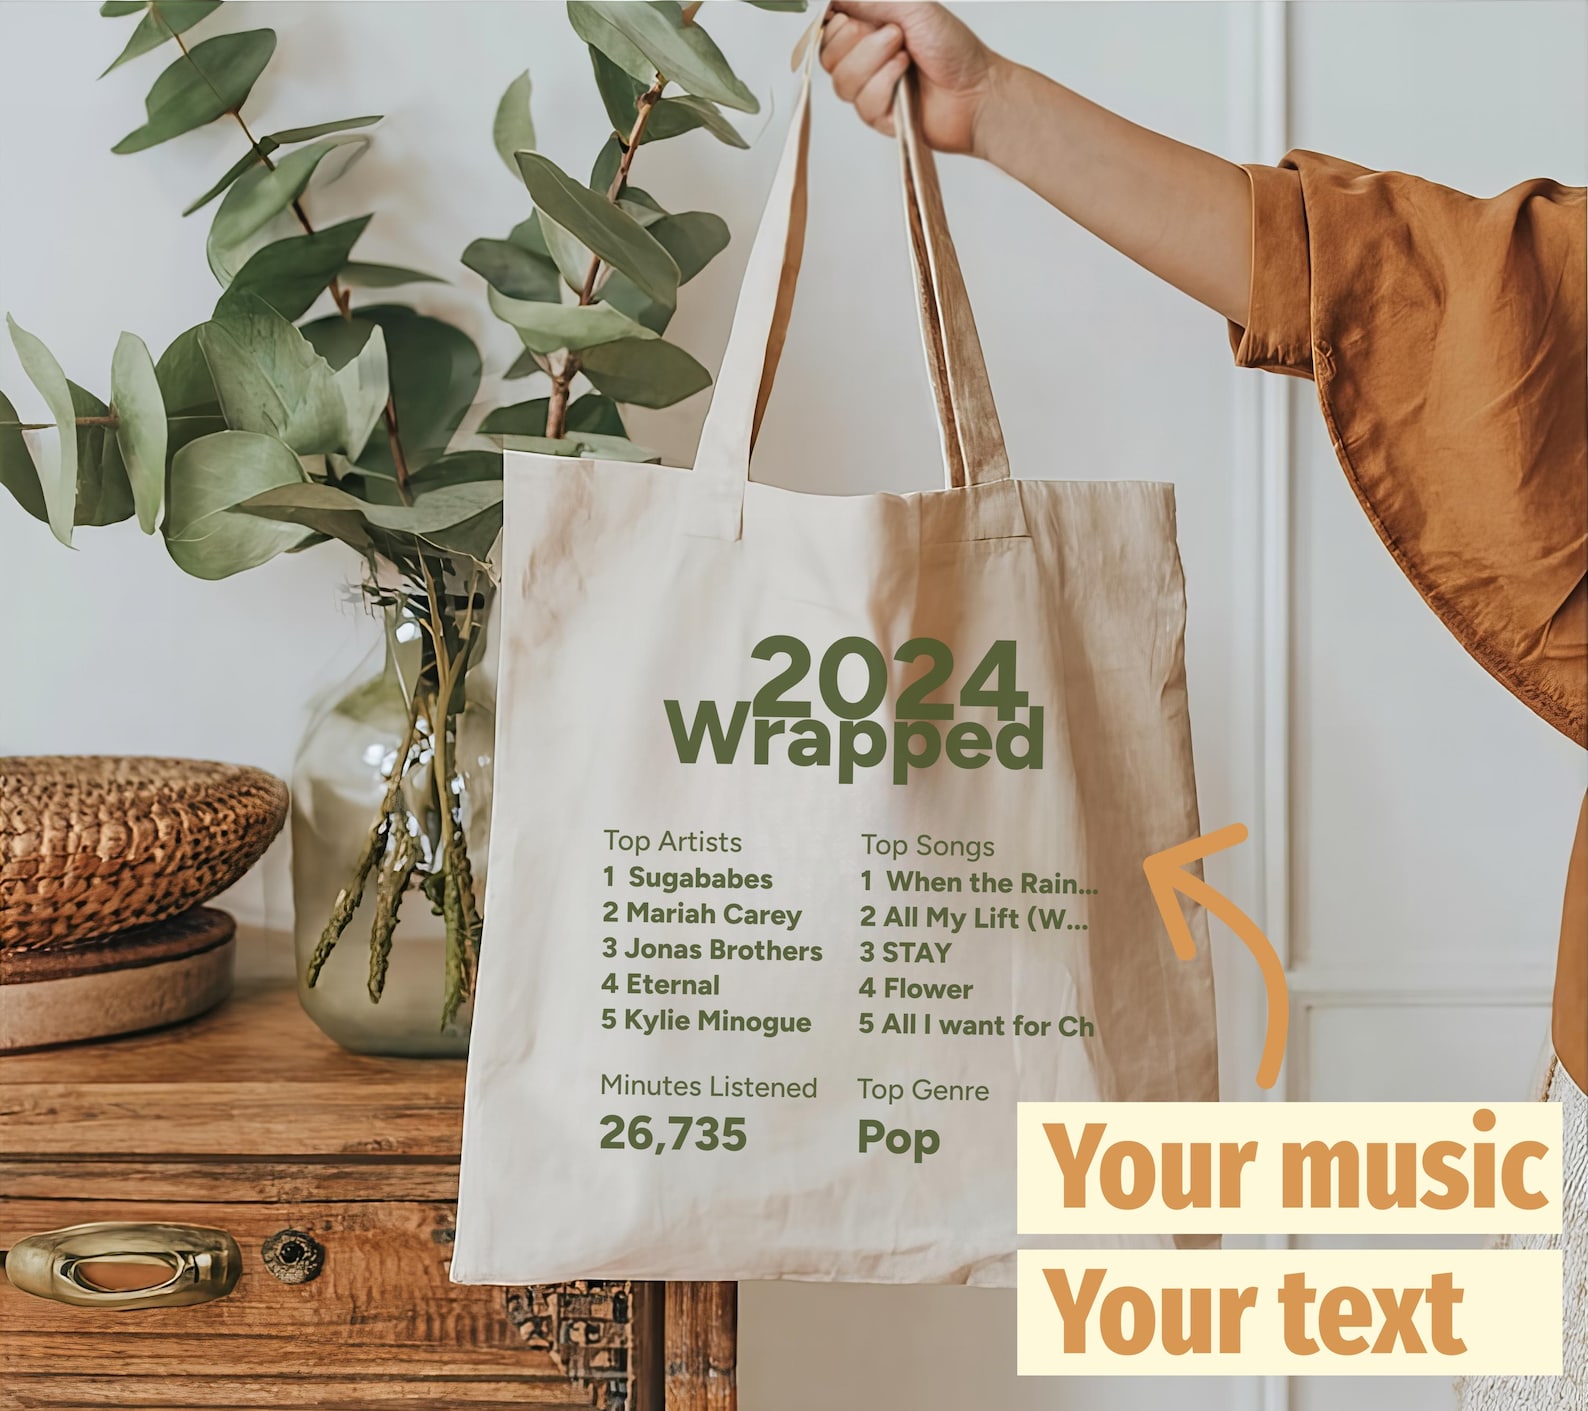 2024
Wrapped
Top Artists
1 Sugababes
2 Mariah Carey
3 Jonas Brothers
4 Eternal
5 Kylie Minogue
Top Songs
1 When the Rain...
2 All My Lift (W...
3 STAY
4 Flower
5 All I want for Ch
Minutes Listened
26,735
Top Genre
Pop
Your music
Your text